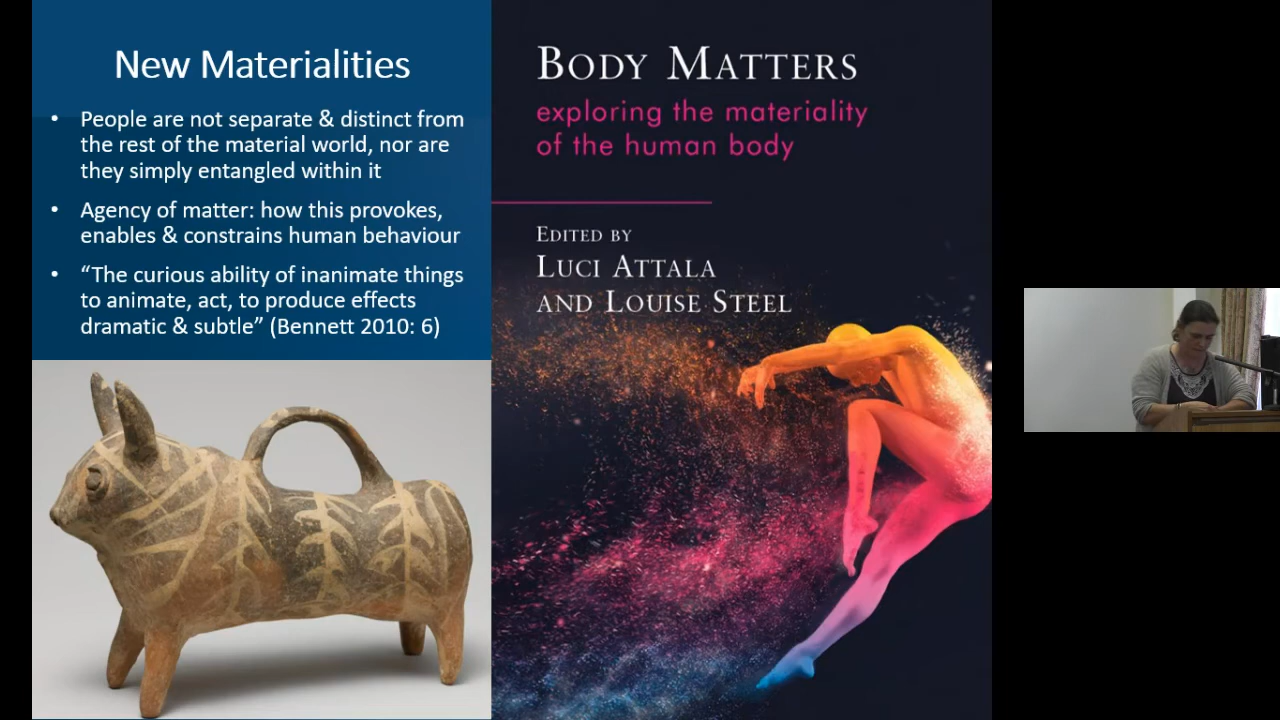 New Materialities
• People are not separate & distinct from
the rest of the material world, nor are
they simply entangled within it
• Agency of matter: how this provokes,
enables & constrains human behaviour
• “The curious ability of inanimate things
to animate, act, to produce effects
dramatic & subtle” (Bennett 2010: 6)
BODY MATTERS
exploring the materiality
of the human body
EDITED BY
LUCI ATTALA
AND LOUISE STEEL